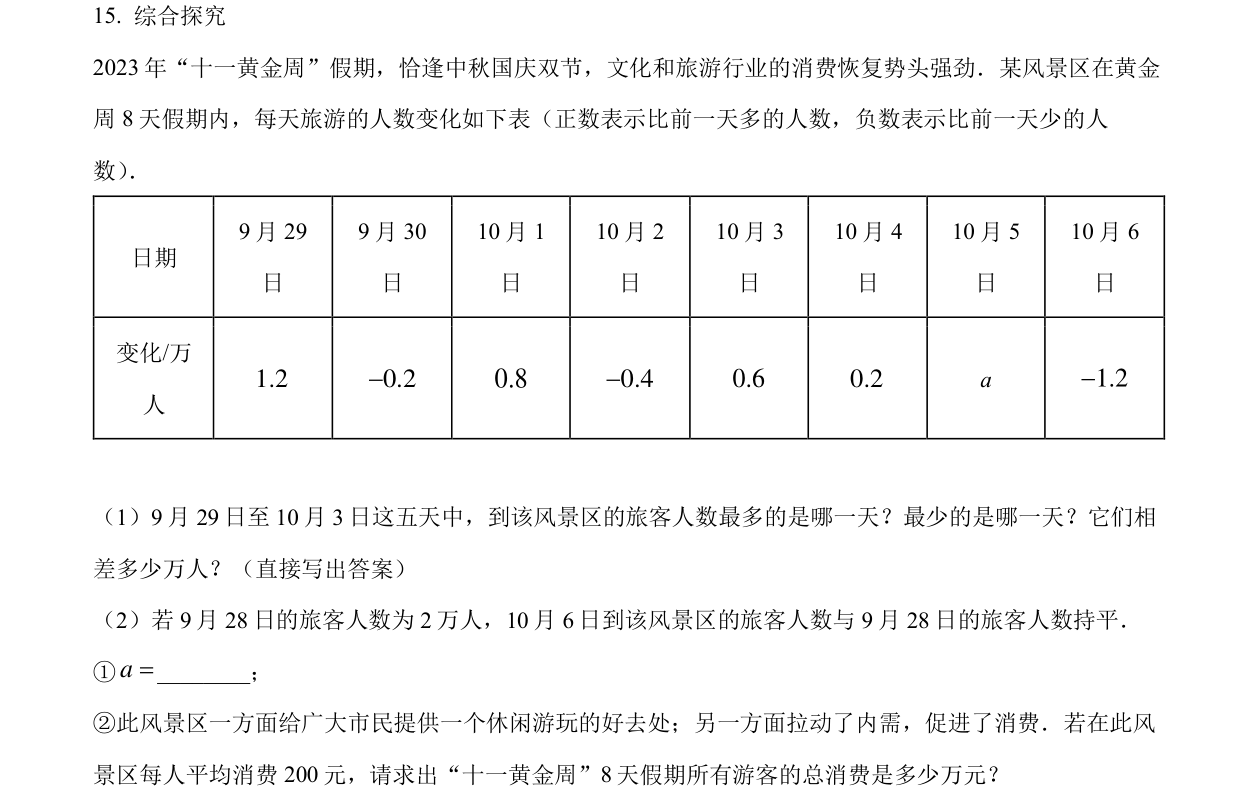 15. 综合探究
2023 年“十一黄金周”假期，恰逢中秋国庆双节，文化和旅游行业的消费恢复势头强劲．某风景区在黄金
周 8 天假期内，每天旅游的人数变化如下表（正数表示比前一天多的人数，负数表示比前一天少的人
数）．
日期 9 月 29 日 9 月 30 日 10 月 1 日 10 月 2 日 10 月 3 日 10 月 4 日 10 月 5 日 10 月 6 日
变化/万人 1.2 −0.2 0.8 −0.4 0.6 0.2 a −1.2
（1）9 月 29 日至 10 月 3 日这五天中，到该风景区的旅客人数最多的是哪一天？最少的是哪一天？它们相
差多少万人？（直接写出答案）
（2）若 9 月 28 日的旅客人数为 2 万人，10 月 6 日到该风景区的旅客人数与 9 月 28 日的旅客人数持平．
①a =________；
②此风景区一方面给广大市民提供一个休闲游玩的好去处；另一方面拉动了内需，促进了消费．若在此风
景区每人平均消费 200 元，请求出“十一黄金周”8 天假期所有游客的总消费是多少万元？